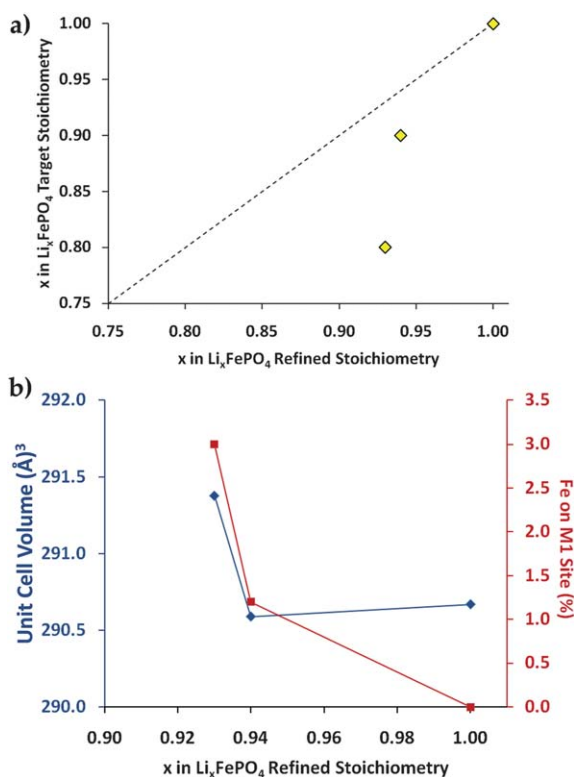 a)
x in LixFePO4 Target Stoichiometry
1.00
0.95
0.90
0.85
0.80
0.75
0.75 0.80 0.85 0.90 0.95 1.00
x in LixFePO4 Refined Stoichiometry
b)
Unit Cell Volume (Å)³
292.0
291.5
291.0
290.5
290.0
3.5
3.0
2.5
2.0
1.5
1.0
0.5
0.0
Fe on M1 Site (%)
0.90 0.92 0.94 0.96 0.98 1.00
x in LixFePO4 Refined Stoichiometry